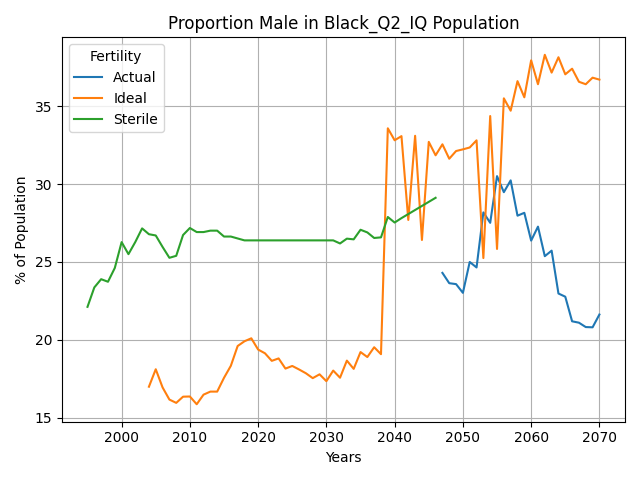 Proportion Male in Black_Q2_IQ Population
Fertility
Actual
Ideal
Sterile
% of Population
35
30
25
20
15
2000 2010 2020 2030 2040 2050 2060 2070
Years